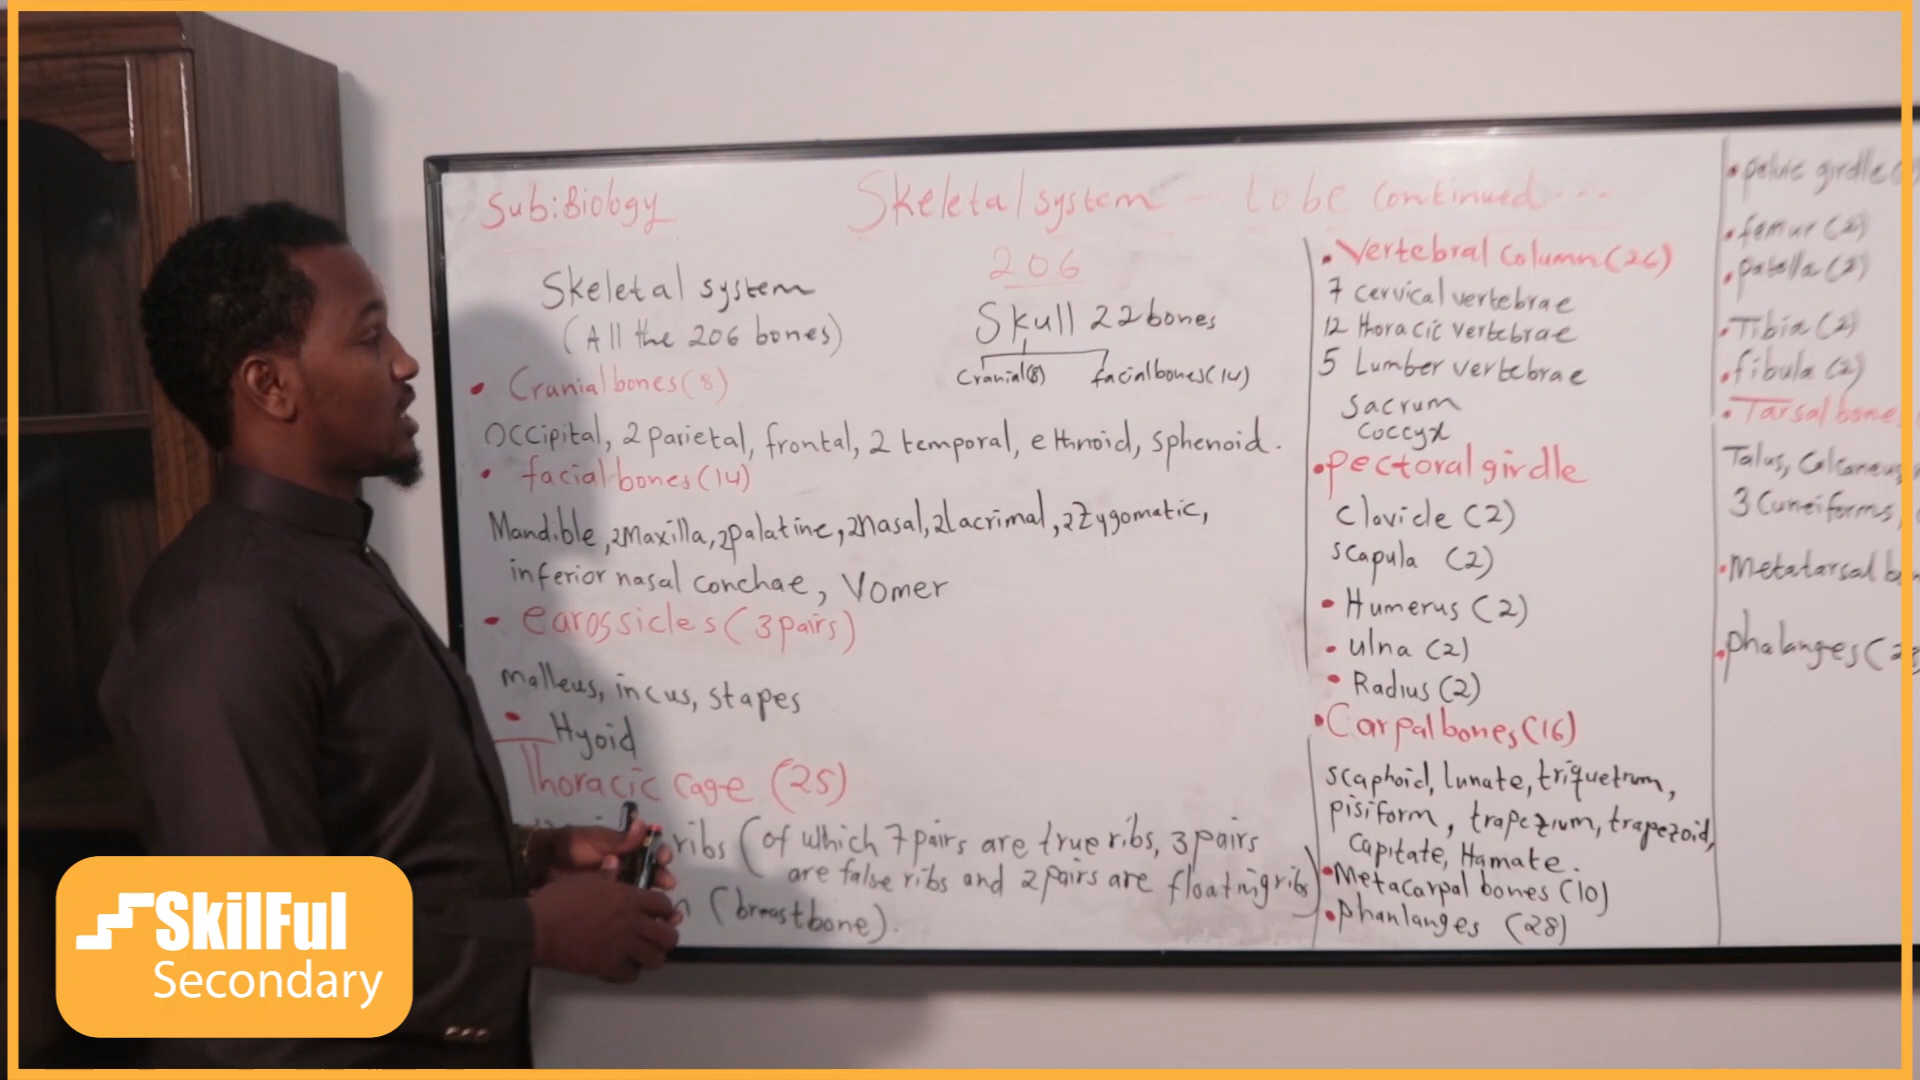 Sub: Biology
Skeletal system - to be continued...
206
Skeletal system
(All the 206 bones)
Skull 22 bones
Cranial(8) facial bones(14)
• Cranial bones(8)
Occipital, 2 parietal, frontal, 2 temporal, ethnoid, sphenoid.
• facial bones(14)
Mandible, 2Maxilla, 2palatine, 2Nasal, 2Lacrimal, 2Zygomatic,
inferior nasal conchae, Vomer
• earossicles (3 pairs)
malleus, incus, stapes
• Hyoid
Thoracic cage (25)
ribs (of which 7 pairs are true ribs, 3 pairs
are false ribs and 2 pairs are floating ribs)
(breastbone).
• Vertebral Column (26)
7 cervical vertebrae
12 thoracic vertebrae
5 Lumber vertebrae
Sacrum
Coccyx
• Pectoral girdle
Clavicle (2)
scapula (2)
• Humerus (2)
• Ulna (2)
• Radius (2)
• Carpal bones (16)
scaphoid, lunate, triquetrum,
pisiform, trapezium, trapezoid,
Capitate, Hamate.
• Metacarpal bones (10)
• Phanlanges (28)
• pelvic girdle
• femur (2)
• patella (2)
• Tibia (2)
• fibula (2)
• Tarsal bone
Talus, Calcaneus,
3 Cuneiforms,
• Metatarsal b
• phalanges (2
SkilFul
Secondary